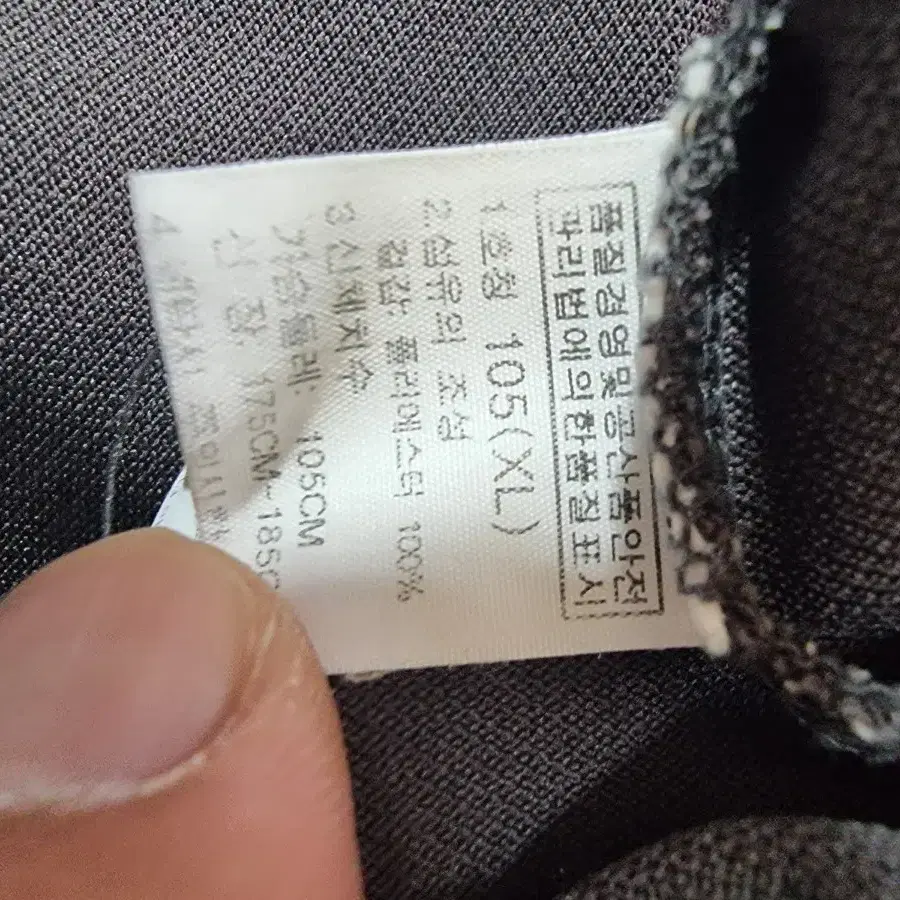 품질경영및공산품안전
관리법에의한품질표시
1.호칭 105(XL)
2.섬유의 조성
겉감: 폴리에스터 100%
3.신체치수
가슴둘레: 105CM
신 장: 175CM~185C
4.